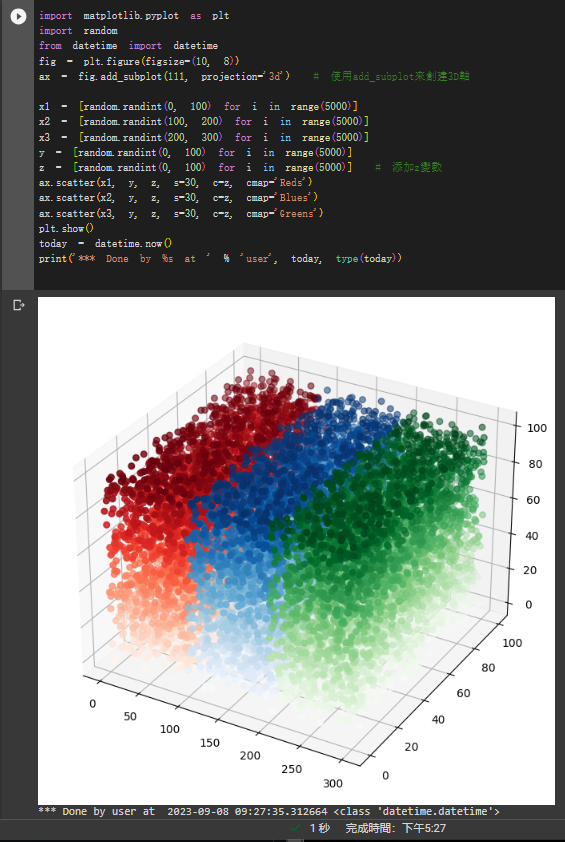 import matplotlib.pyplot as plt
import random
from datetime import datetime
fig = plt.figure(figsize=(10, 8))
ax = fig.add_subplot(111, projection='3d') # 使用add_subplot來創建3D軸
x1 = [random.randint(0, 100) for i in range(5000)]
x2 = [random.randint(100, 200) for i in range(5000)]
x3 = [random.randint(200, 300) for i in range(5000)]
y = [random.randint(0, 100) for i in range(5000)]
z = [random.randint(0, 100) for i in range(5000)] # 添加z變數
ax.scatter(x1, y, z, s=30, c=z, cmap='Reds')
ax.scatter(x2, y, z, s=30, c=z, cmap='Blues')
ax.scatter(x3, y, z, s=30, c=z, cmap='Greens')
plt.show()
today = datetime.now()
print('*** Done by %s at ' % 'user', today, type(today))
100
80
60
40
20
0
100
80
60
40
20
0
0
50
100
150
200
250
300
*** Done by user at 2023-09-08 09:27:35.312664 <class 'datetime.datetime'>
1 秒 完成時間：下午5:27